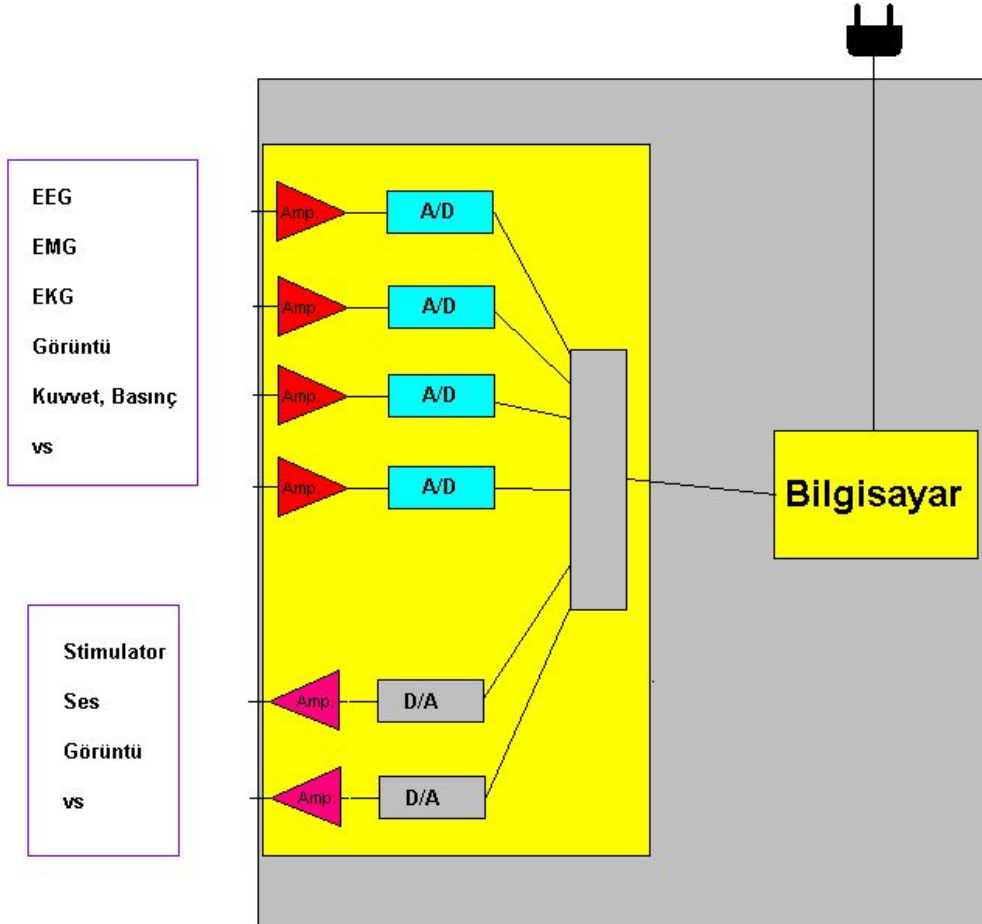 EEG
EMG
EKG
Görüntü
Kuvvet, Basınç
vs
Amp.
A/D
Amp.
A/D
Amp.
A/D
Amp.
A/D
Bilgisayar
Stimulator
Ses
Görüntü
vs
Amp.
D/A
Amp.
D/A